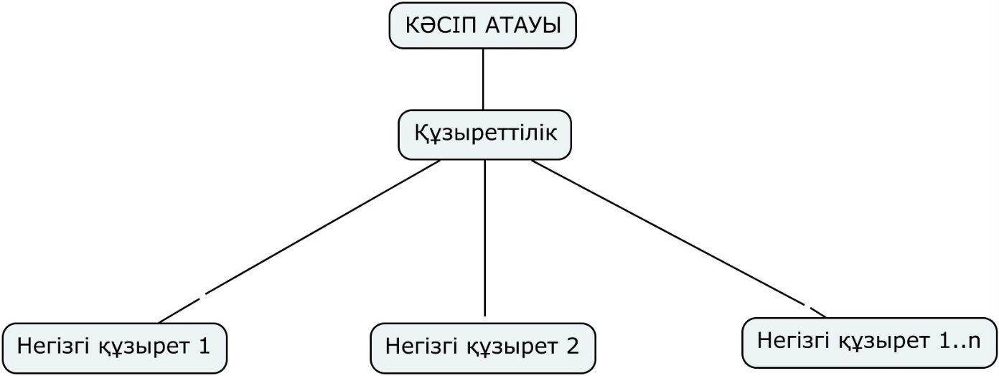 КӘСІП АТАУЫ
Құзыреттілік
Негізгі құзырет 1
Негізгі құзырет 2
Негізгі құзырет 1..n